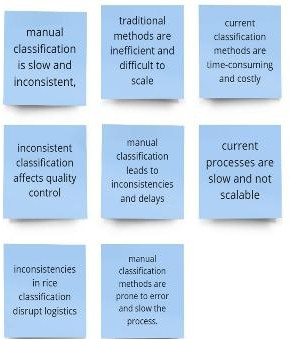 manual
classification
is slow and
inconsistent,
traditional
methods are
inefficient and
difficult to
scale
current
classification
methods are
time-consuming
and costly
inconsistent
classification
affects quality
control
manual
classification
leads to
inconsistencies
and delays
current
processes are
slow and not
scalable
inconsistencies
in rice
classification
disrupt logistics
manual
classification
methods are
prone to error
and slow the
process.